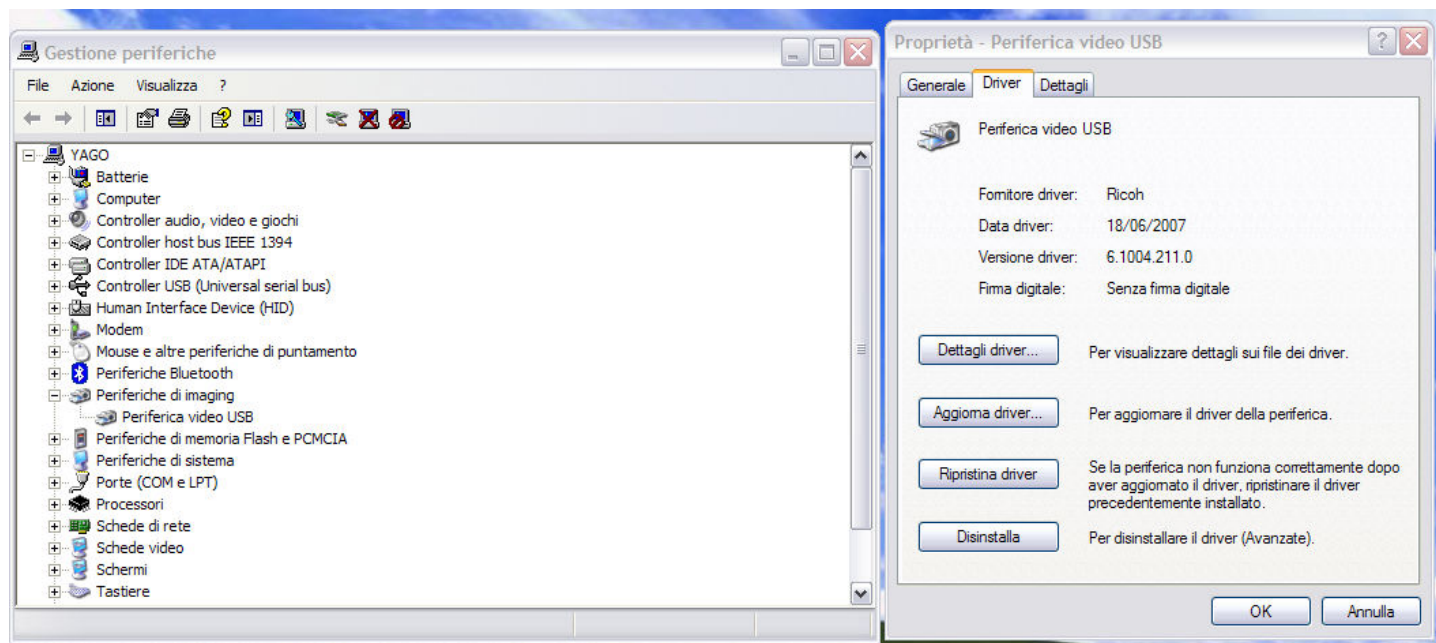 Gestione periferiche
File Azione Visualizza ?
YAGO
Batterie
Computer
Controller audio, video e giochi
Controller host bus IEEE 1394
Controller IDE ATA/ATAPI
Controller USB (Universal serial bus)
Human Interface Device (HID)
Modem
Mouse e altre periferiche di puntamento
Periferiche Bluetooth
Periferiche di imaging
Periferica video USB
Periferiche di memoria Flash e PCMCIA
Periferiche di sistema
Porte (COM e LPT)
Processori
Schede di rete
Schede video
Schermi
Tastiere
Proprietà - Periferica video USB
Generale Driver Dettagli
Periferica video USB
Fornitore driver: Ricoh
Data driver: 18/06/2007
Versione driver: 6.1004.211.0
Firma digitale: Senza firma digitale
Dettagli driver... Per visualizzare dettagli sui file dei driver.
Aggiorna driver... Per aggiornare il driver della periferica.
Ripristina driver Se la periferica non funziona correttamente dopo
aver aggiornato il driver, ripristinare il driver
precedentemente installato.
Disinstalla Per disinstallare il driver (Avanzate).
OK Annulla